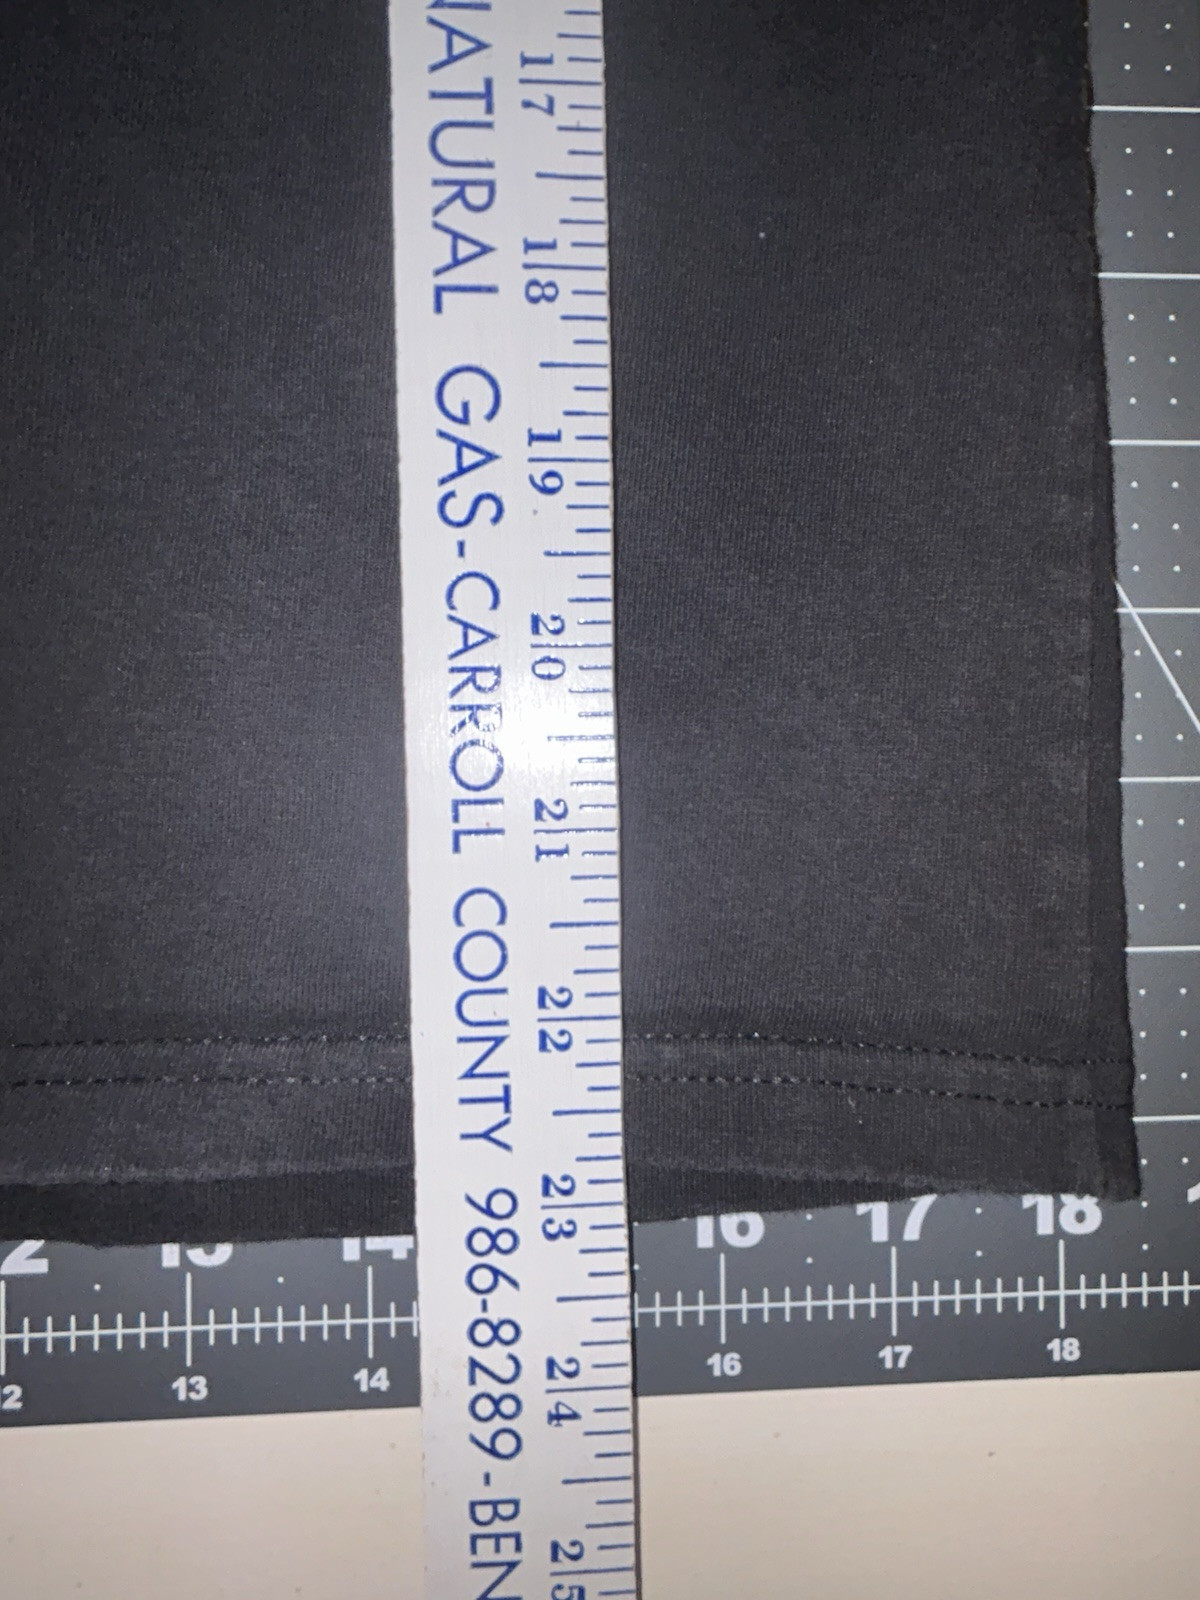 NATURAL GAS-CARROLL COUNTY 986-8289-BEN
17 18 19 20 21 22 23 24 25
16 17 18
13 14 16 17 18